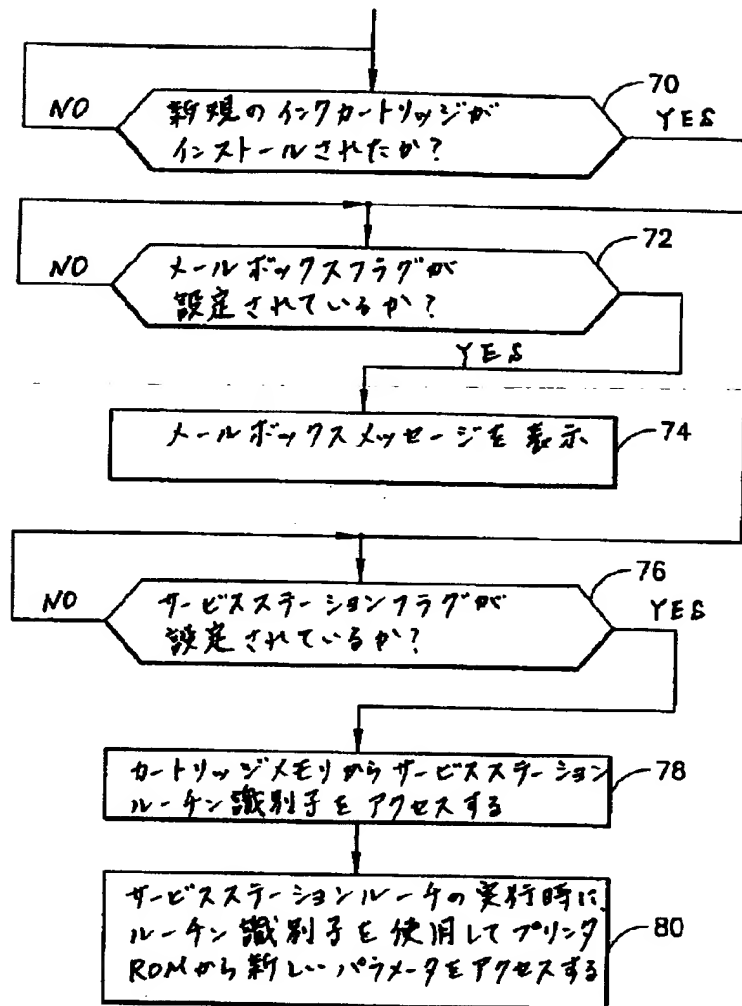 70
新規のインクカートリッジが
インストールされたか?
NO
YES
72
メールボックスフラグが
設定されているか?
NO
YES
メールボックスメッセージを表示
74
76
サービスステーションフラグが
設定されているか?
NO
YES
カートリッジメモリからサービスステーション
ルーチン識別子をアクセスする
78
サービスステーションルーチの実行時に,
ルーチン識別子を使用してプリンタ
ROMから新しいパラメータをアクセスする
80